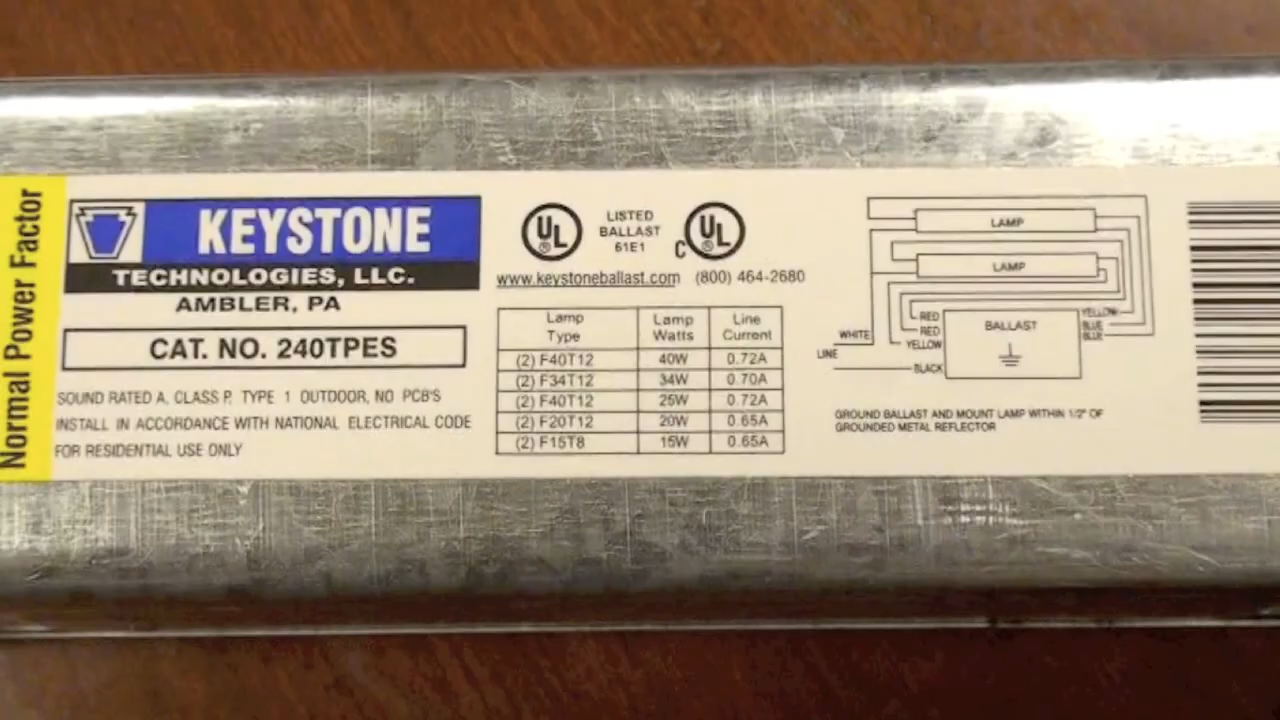 Normal Power Factor
KEYSTONE
TECHNOLOGIES, LLC.
AMBLER, PA
CAT. NO. 240TPES
SOUND RATED A, CLASS P. TYPE 1 OUTDOOR, NO PCB'S
INSTALL IN ACCORDANCE WITH NATIONAL ELECTRICAL CODE
FOR RESIDENTIAL USE ONLY
UL LISTED C UL
BALLAST
61E1
www.keystoneballast.com (800) 464-2680
Lamp Type Lamp Watts Line Current
(2) F40T12 40W 0.72A
(2) F34T12 34W 0.70A
(2) F40T12 25W 0.72A
(2) F20T12 20W 0.65A
(2) F15T8 15W 0.65A
LAMP
LAMP
RED BALLAST YELLOW
RED BLUE
WHITE YELLOW BLUE
LINE
BLACK
GROUND BALLAST AND MOUNT LAMP WITHIN 1/2" OF
GROUNDED METAL REFLECTOR